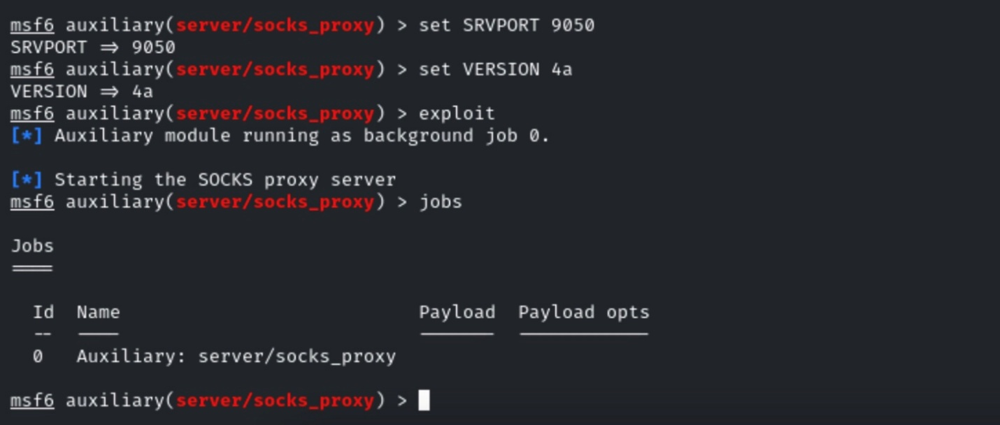 msf6 auxiliary(server/socks_proxy) > set SRVPORT 9050
SRVPORT => 9050
msf6 auxiliary(server/socks_proxy) > set VERSION 4a
VERSION => 4a
msf6 auxiliary(server/socks_proxy) > exploit
[*] Auxiliary module running as background job 0.
[*] Starting the SOCKS proxy server
msf6 auxiliary(server/socks_proxy) > jobs
Jobs
====
Id  Name  Payload  Payload opts
--  ----  -------  ------------
0  Auxiliary: server/socks_proxy
msf6 auxiliary(server/socks_proxy) >